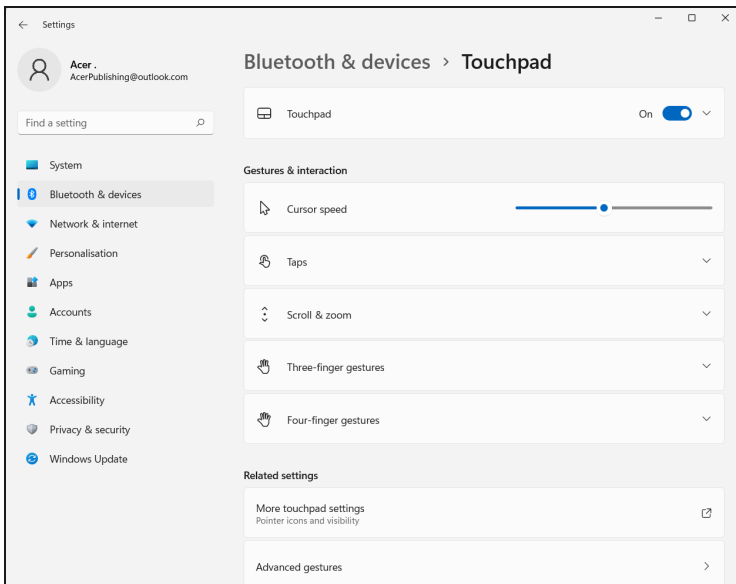 Settings
Acer .
AcerPublishing@outlook.com
Find a setting
System
Bluetooth & devices
Network & internet
Personalisation
Apps
Accounts
Time & language
Gaming
Accessibility
Privacy & security
Windows Update
Bluetooth & devices > Touchpad
Touchpad On
Gestures & interaction
Cursor speed
Taps
Scroll & zoom
Three-finger gestures
Four-finger gestures
Related settings
More touchpad settings
Pointer icons and visibility
Advanced gestures